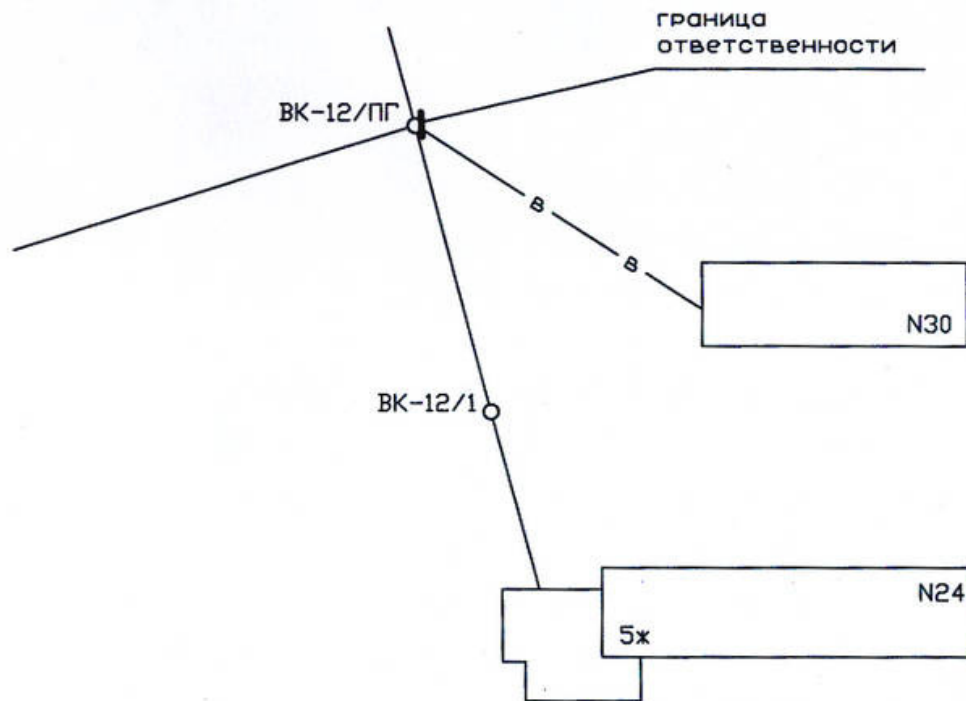 граница
ответственности
ВК-12/ПГ
В
В
N30
ВК-12/1
N24
5ж